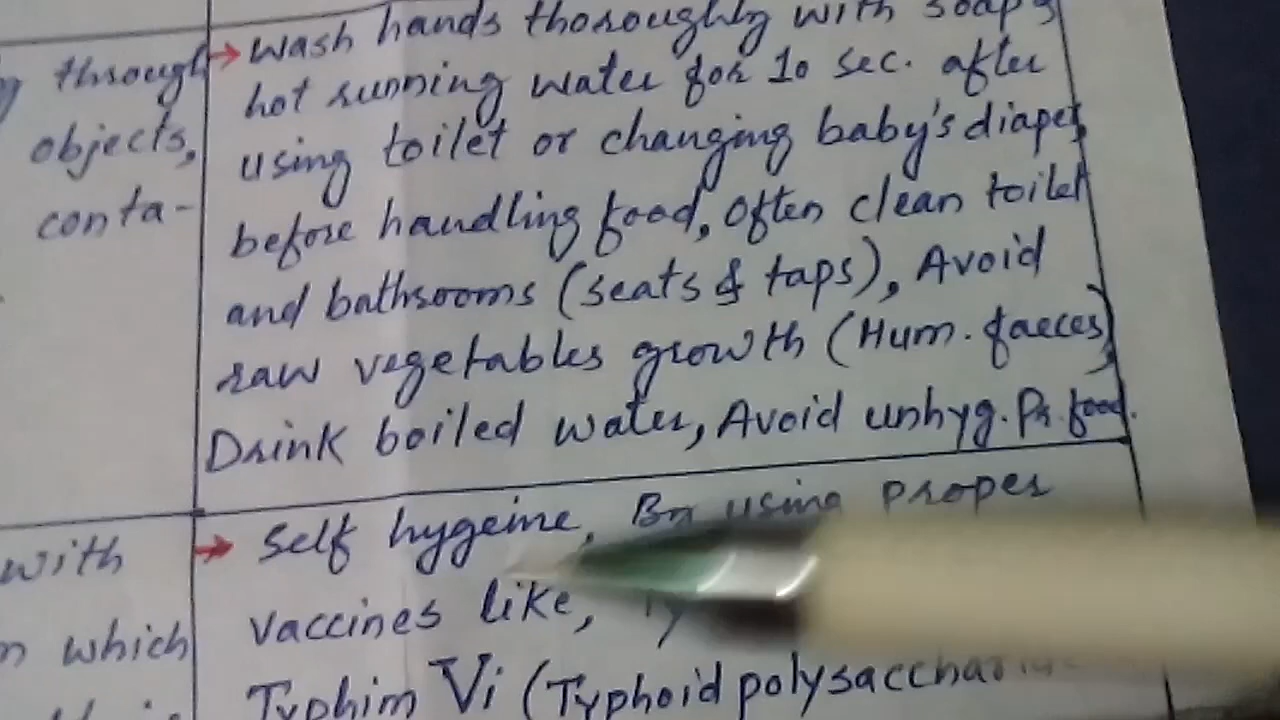 through
objects,
conta-
→ Wash hands thoroughly with soap &
hot running water for 10 sec. after
using toilet or changing baby's diaper,
before handling food, Often clean toilet
and bathrooms (seats & taps), Avoid
raw vegetables growth (Hum. faeces)
Drink boiled water, Avoid unhyg. Pr. food.
with
which
→ Self hygeine, By using proper
vaccines like,
Typhim Vi (Typhoid polysaccharide